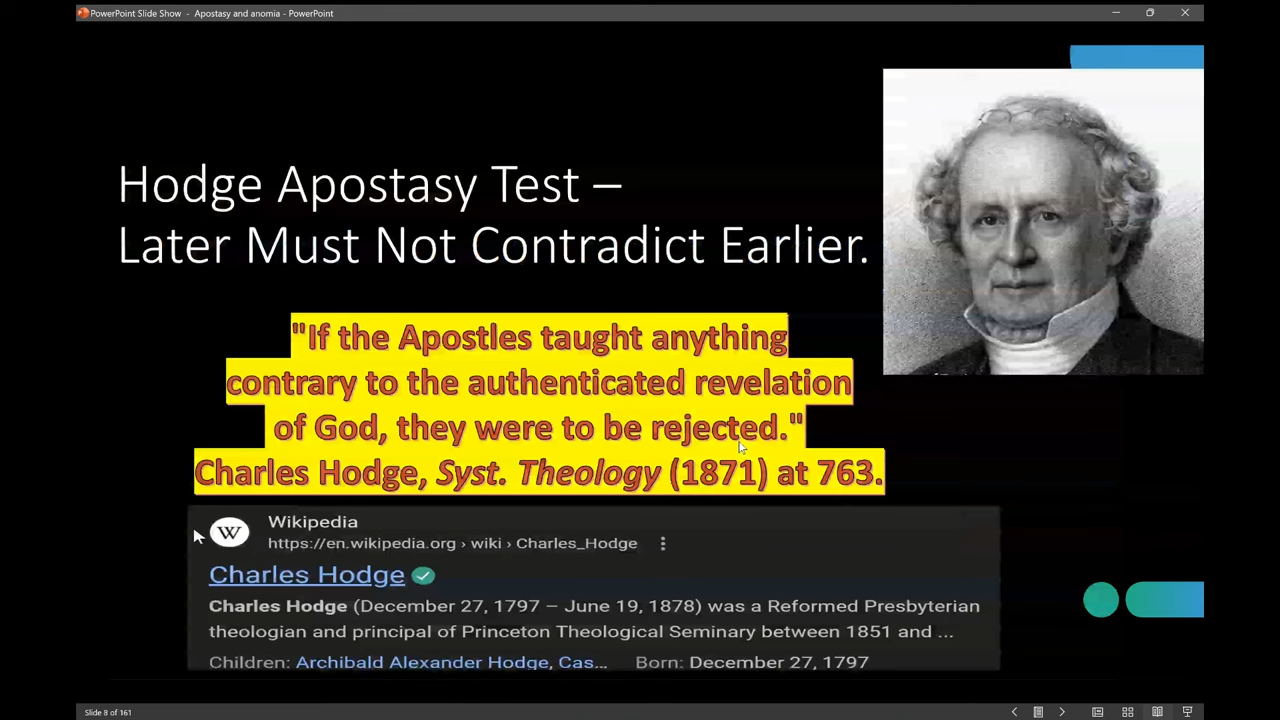 PowerPoint Slide Show - Apostasy and anomia - PowerPoint
Hodge Apostasy Test –
Later Must Not Contradict Earlier.
"If the Apostles taught anything
contrary to the authenticated revelation
of God, they were to be rejected."
Charles Hodge, Syst. Theology (1871) at 763.
W
Wikipedia
https://en.wikipedia.org › wiki › Charles_Hodge
Charles Hodge
Charles Hodge (December 27, 1797 – June 19, 1878) was a Reformed Presbyterian
theologian and principal of Princeton Theological Seminary between 1851 and ...
Children: Archibald Alexander Hodge, Cas... Born: December 27, 1797
Slide 8 of 161